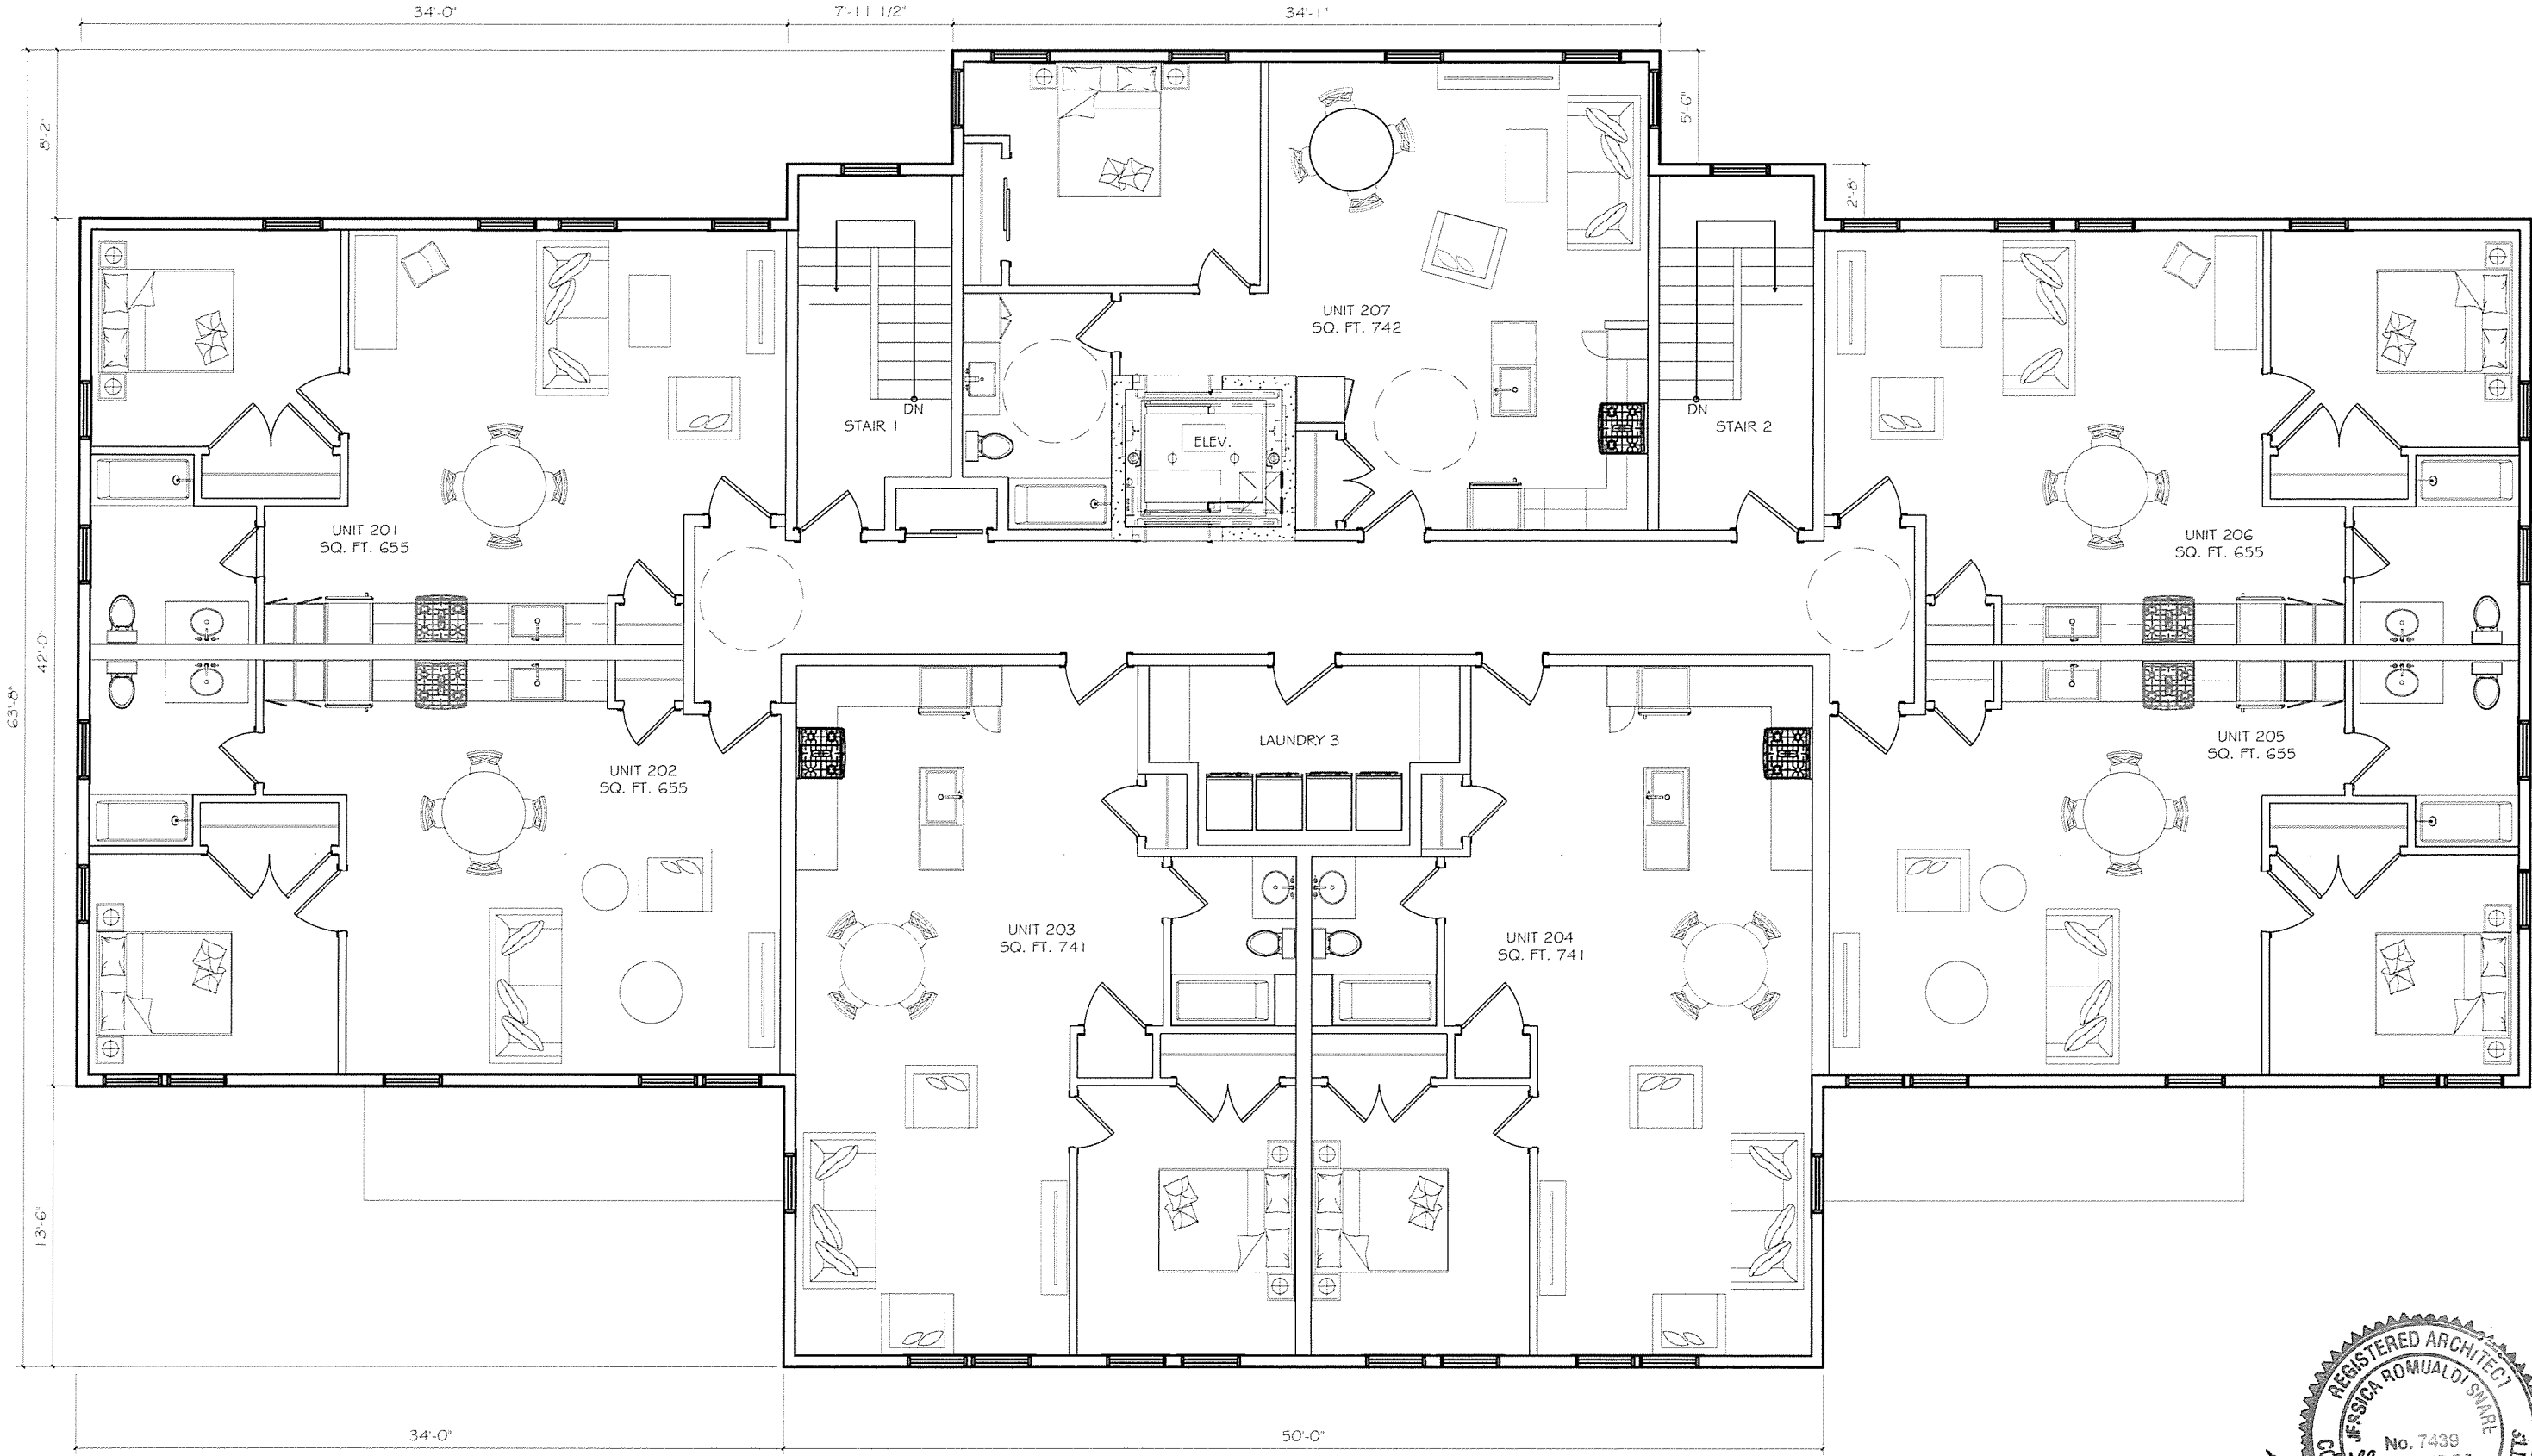 34'-0"
7'-11 1/2"
34'-1"
8'-2"
5'-6"
2'-8"
UNIT 207
SQ. FT. 742
STAIR 1
DN
ELEV.
DN
STAIR 2
UNIT 201
SQ. FT. 655
UNIT 206
SQ. FT. 655
42'-0"
63'-8"
UNIT 202
SQ. FT. 655
LAUNDRY 3
UNIT 205
SQ. FT. 655
UNIT 203
SQ. FT. 741
UNIT 204
SQ. FT. 741
13'-6"
34'-0"
50'-0"
REGISTERED ARCHITECT
JESSICA ROMUALDI SNARE
No. 7439